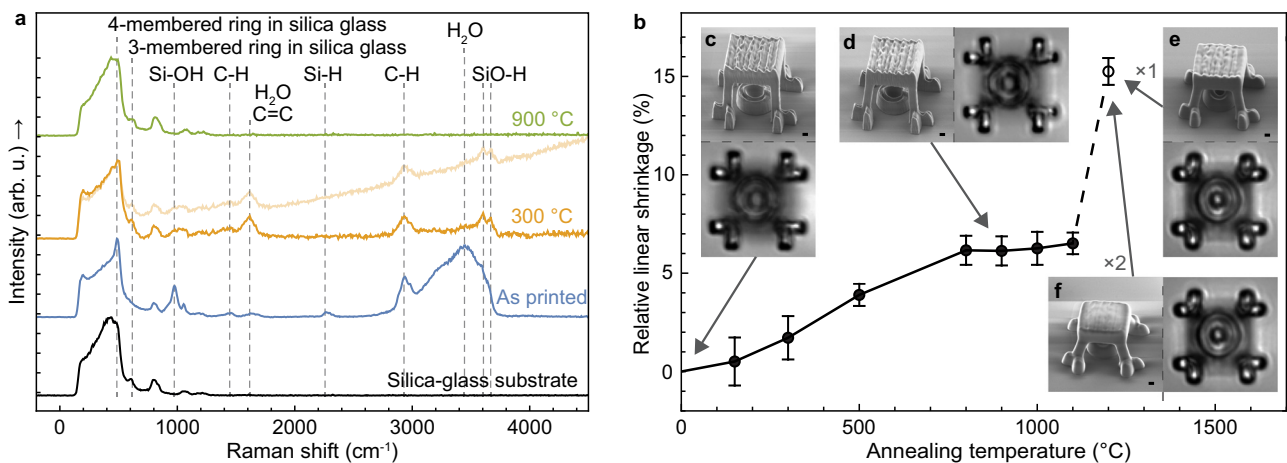 a
4-membered ring in silica glass
3-membered ring in silica glass
Si-OH
C-H
H₂O
C=C
Si-H
C-H
H₂O
SiO-H
900 °C
300 °C
As printed
Silica-glass substrate
Intensity (arb. u.) →
0 1000 2000 3000 4000
Raman shift (cm⁻¹)
b
c
d
e
×1
×2
f
15
10
5
0
Relative linear shrinkage (%)
0 500 1000 1500
Annealing temperature (°C)